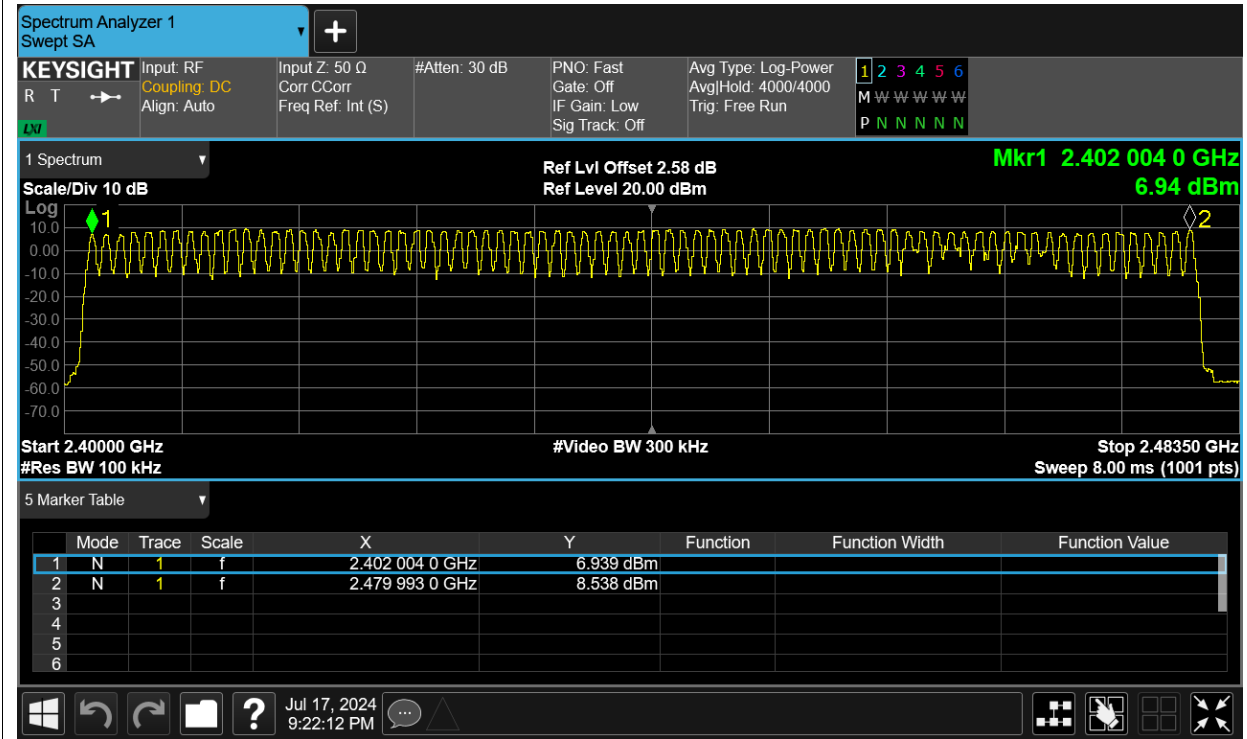 Spectrum Analyzer 1
Swept SA
+
KEYSIGHT Input: RF Input Z: 50 Ω #Atten: 30 dB PNO: Fast Avg Type: Log-Power 1 2 3 4 5 6
R T Coupling: DC Corr CCorr Gate: Off Avg|Hold: 4000/4000
Align: Auto Freq Ref: Int (S) IF Gain: Low Trig: Free Run M W W W W W W
LXI Sig Track: Off P N N N N N N
1 Spectrum Ref Lvl Offset 2.58 dB Mkr1 2.402 004 0 GHz
Scale/Div 10 dB Ref Level 20.00 dBm 6.94 dBm
Log
1 2
10.0
0.00
-10.0
-20.0
-30.0
-40.0
-50.0
-60.0
-70.0
Start 2.40000 GHz #Video BW 300 kHz Stop 2.48350 GHz
#Res BW 100 kHz Sweep 8.00 ms (1001 pts)
5 Marker Table
Mode Trace Scale X Y Function Function Width Function Value
1 N 1 f 2.402 004 0 GHz 6.939 dBm
2 N 1 f 2.479 993 0 GHz 8.538 dBm
3
4
5
6
? Jul 17, 2024
9:22:12 PM